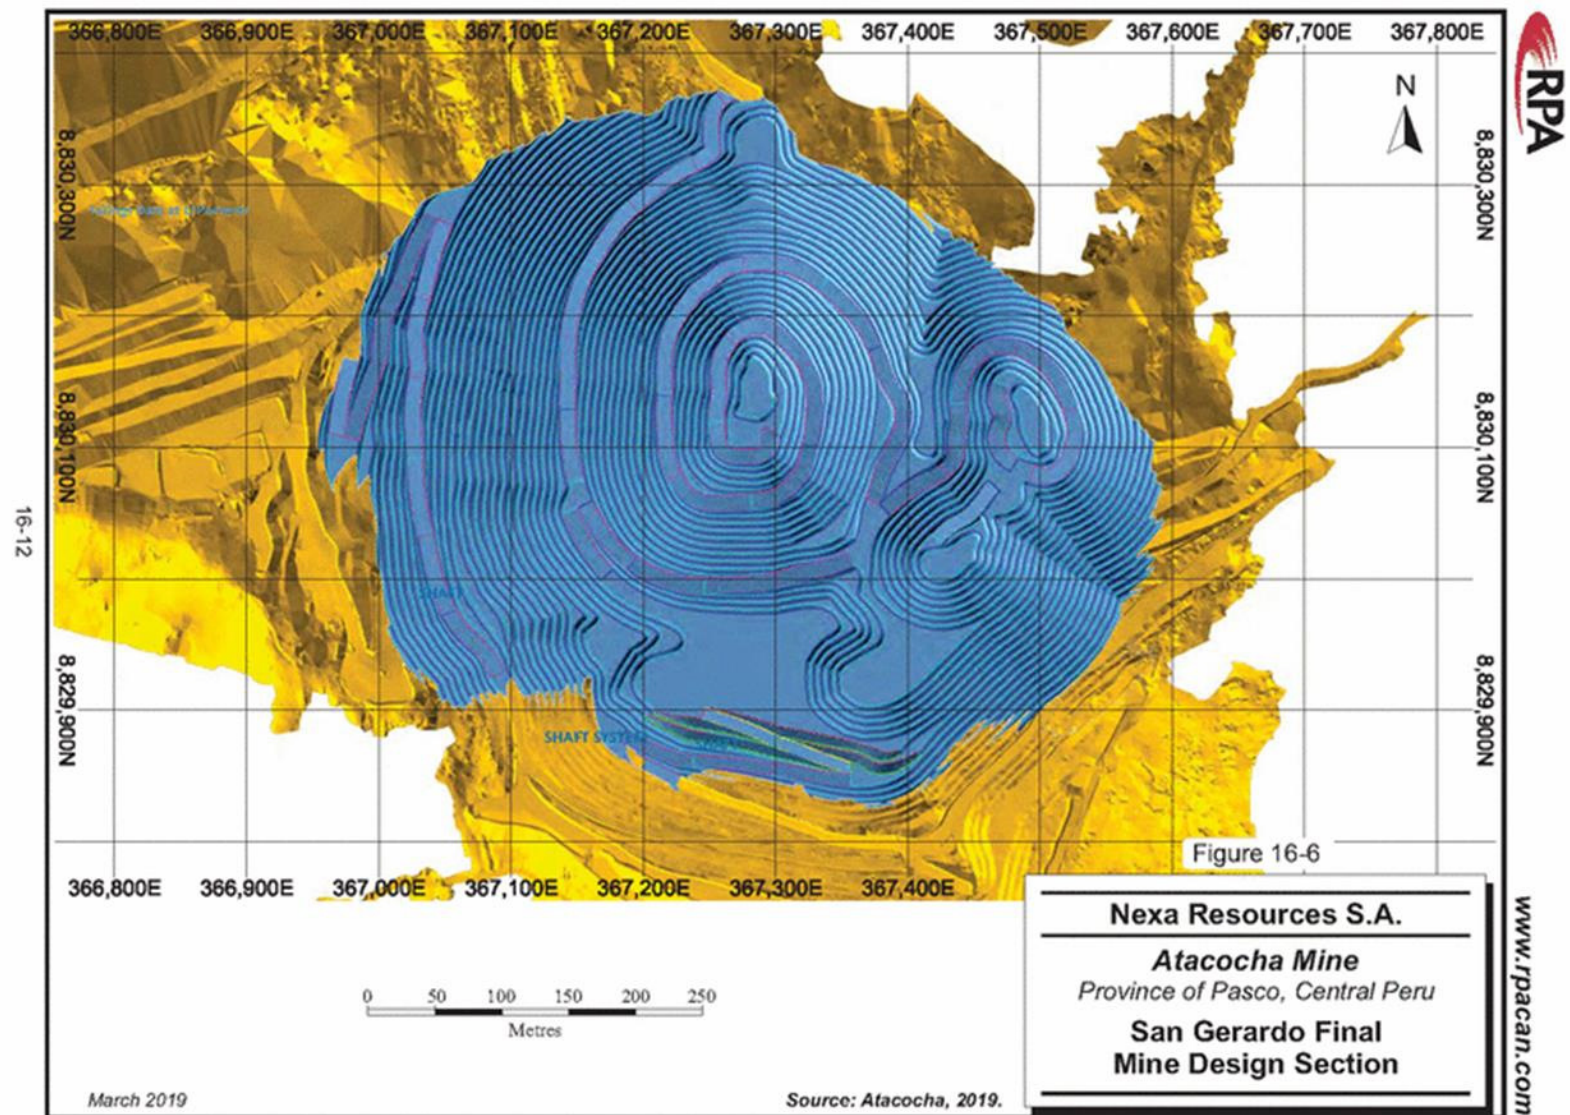 366,800E 366,900E 367,000E 367,100E 367,200E 367,300E 367,400E 367,500E 367,600E 367,700E 367,800E
RPA
N
8,830,300N
8,830,300N
8,830,100N
8,830,100N
16-12
SHAFT
8,829,900N
8,829,900N
SHAFT SYSTEM
Figure 16-6
366,800E 366,900E 367,000E 367,100E 367,200E 367,300E 367,400E
Nexa Resources S.A.
Atacocha Mine
Province of Pasco, Central Peru
San Gerardo Final
Mine Design Section
0 50 100 150 200 250
Metres
www.rpacan.com
March 2019
Source: Atacocha, 2019.